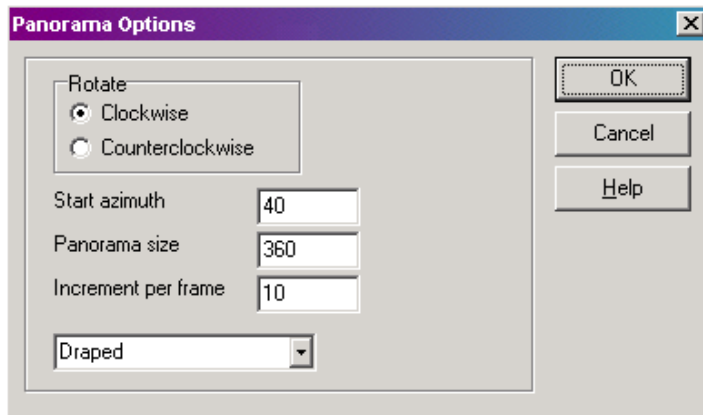 Panorama Options
Rotate
Clockwise
Counterclockwise
Start azimuth 40
Panorama size 360
Increment per frame 10
Draped
OK
Cancel
Help